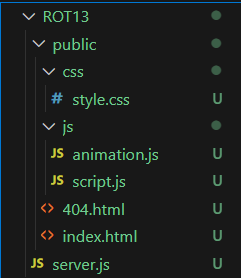 ROT13
public
css
# style.css U
js
JS animation.js U
JS script.js U
<> 404.html U
<> index.html U
JS server.js U